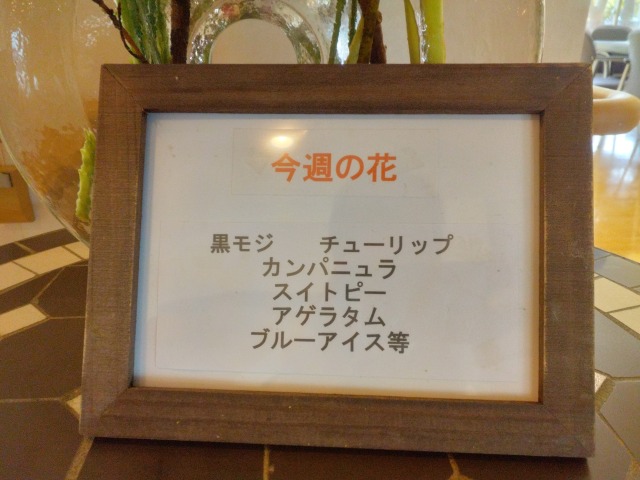 今週の花
黒モジ　　チューリップ
カンパニュラ
スイトピー
アゲラタム
ブルーアイス等